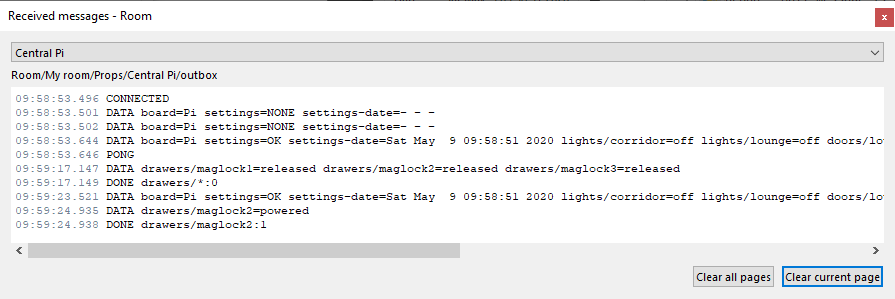 Received messages - Room
Central Pi
Room/My room/Props/Central Pi/outbox
09:58:53.496 CONNECTED
09:58:53.501 DATA board=Pi settings=NONE settings-date=- - -
09:58:53.502 DATA board=Pi settings=NONE settings-date=- - -
09:58:53.644 DATA board=Pi settings=OK settings-date=Sat May  9 09:58:51 2020 lights/corridor=off lights/lounge=off doors/lo
09:58:53.646 PONG
09:59:17.147 DATA drawers/maglock1=released drawers/maglock2=released drawers/maglock3=released
09:59:17.149 DONE drawers/*:0
09:59:23.521 DATA board=Pi settings=OK settings-date=Sat May  9 09:58:51 2020 lights/corridor=off lights/lounge=off doors/lo
09:59:24.935 DATA drawers/maglock2=powered
09:59:24.938 DONE drawers/maglock2:1
Clear all pages Clear current page